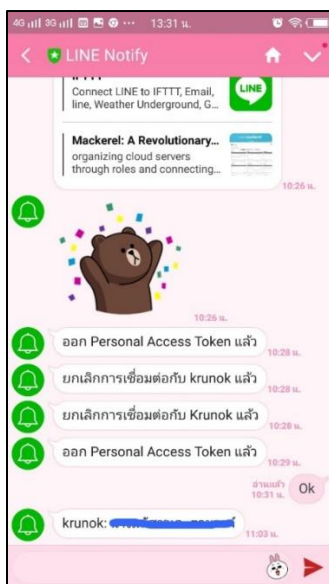 4G 3G 13:31 น.
LINE Notify
IFTTT
Connect LINE to IFTTT, Email,
line, Weather Underground, G...
LINE
Mackerel: A Revolutionary...
organizing cloud servers
through roles and connecting...
10:26 น.
10:26 น.
ออก Personal Access Token แล้ว
10:28 น.
ยกเลิกการเชื่อมต่อกับ krunok แล้ว
10:28 น.
ยกเลิกการเชื่อมต่อกับ Krunok แล้ว
10:28 น.
ออก Personal Access Token แล้ว
10:29 น.
อ่านแล้ว
10:31 น.
Ok
krunok:
11:03 น.